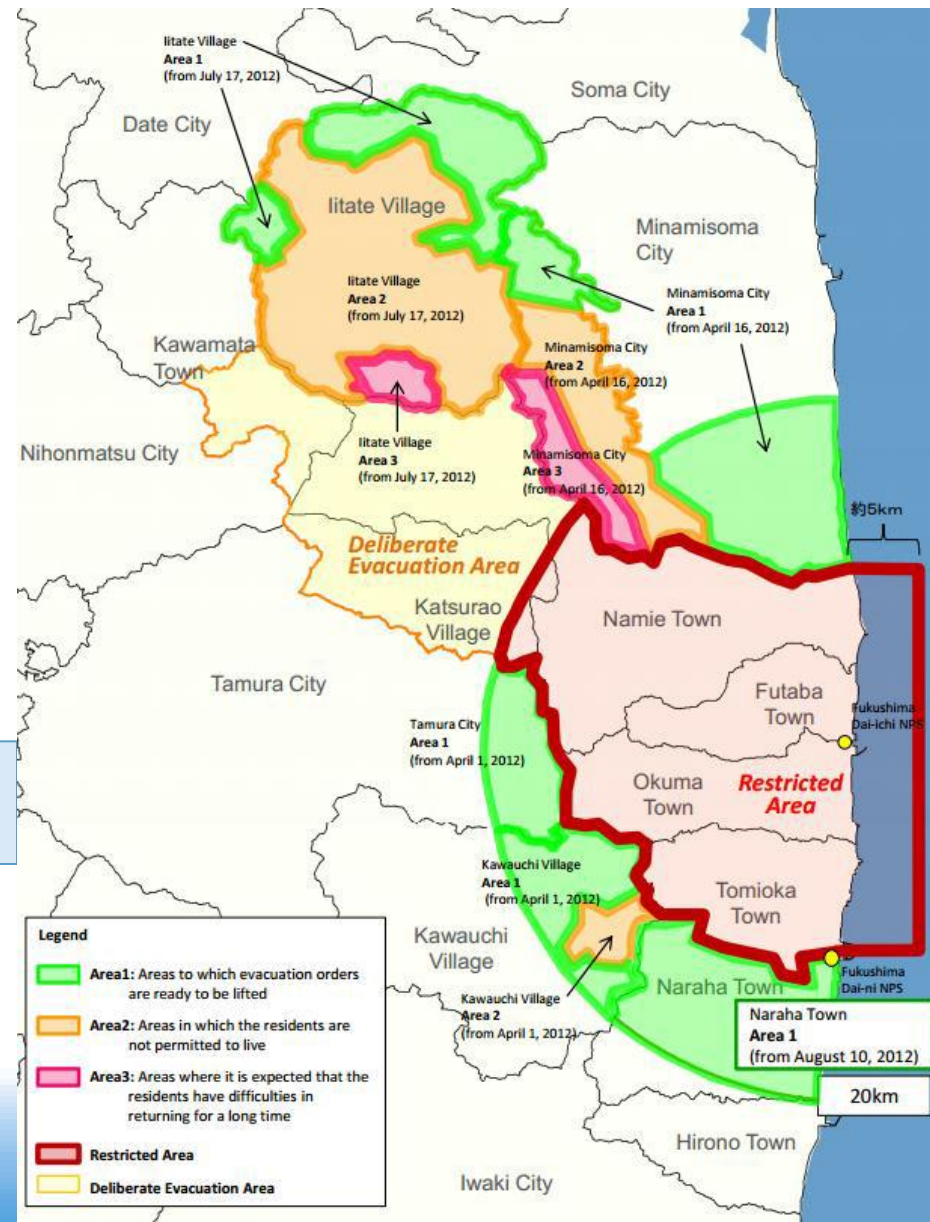 Iitate Village
Area 1
(from July 17, 2012)
Soma City
Date City
Iitate Village
Minamisoma
City
Iitate Village
Area 2
(from July 17, 2012)
Minamisoma City
Area 1
(from April 16, 2012)
Kawamata
Town
Minamisoma City
Area 2
(from April 16, 2012)
Nihonmatsu City
Iitate Village
Area 3
(from July 17, 2012)
Minamisoma City
Area 3
(from April 16, 2012)
約5km
Deliberate
Evacuation Area
Katsurao
Village
Namie Town
Tamura City
Futaba
Town
Fukushima
Dai-ichi NPS
Tamura City
Area 1
(from April 1, 2012)
Okuma
Town
Restricted
Area
Kawauchi Village
Area 1
(from April 1, 2012)
Tomioka
Town
Kawauchi
Village
Kawauchi Village
Area 2
(from April 1, 2012)
Naraha Town
Fukushima
Dai-ni NPS
Naraha Town
Area 1
(from August 10, 2012)
20km
Hirono Town
Iwaki City
Legend
Area1: Areas to which evacuation orders
are ready to be lifted
Area2: Areas in which the residents are
not permitted to live
Area3: Areas where it is expected that the
residents have difficulties in
returning for a long time
Restricted Area
Deliberate Evacuation Area